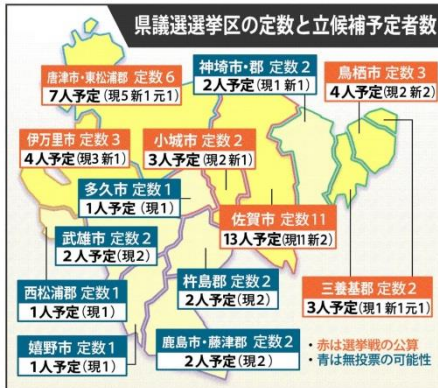 県議選選挙区の定数と立候補予定者数
唐津市・東松浦郡 定数6
7人予定(現5新1元1)
神埼市・郡 定数2
2人予定(現1新1)
鳥栖市 定数3
4人予定(現2新2)
伊万里市 定数3
4人予定(現3新1)
小城市 定数2
3人予定(現2新1)
多久市 定数1
1人予定(現1)
佐賀市 定数11
13人予定(現11新2)
武雄市 定数2
2人予定(現2)
西松浦郡 定数1
1人予定(現1)
杵島郡 定数2
2人予定(現2)
三養基郡 定数2
3人予定(現1新1元1)
嬉野市 定数1
1人予定(現1)
鹿島市・藤津郡 定数2
2人予定(現2)
・赤は選挙戦の公算
・青は無投票の可能性